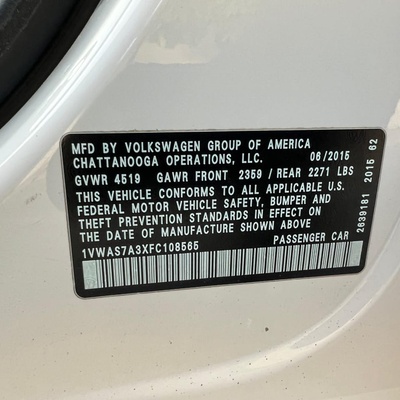 MFD BY VOLKSWAGEN GROUP OF AMERICA
CHATTANOOGA OPERATIONS, LLC. 06/2015
GVWR 4519 GAWR FRONT 2359 / REAR 2271 LBS
THIS VEHICLE CONFORMS TO ALL APPLICABLE U.S.
FEDERAL MOTOR VEHICLE SAFETY, BUMPER AND
THEFT PREVENTION STANDARDS IN EFFECT ON
THE DATE OF MANUFACTURE SHOWN ABOVE.
1VWAS7A3XFC108565 PASSENGER CAR
2639181 2015 62